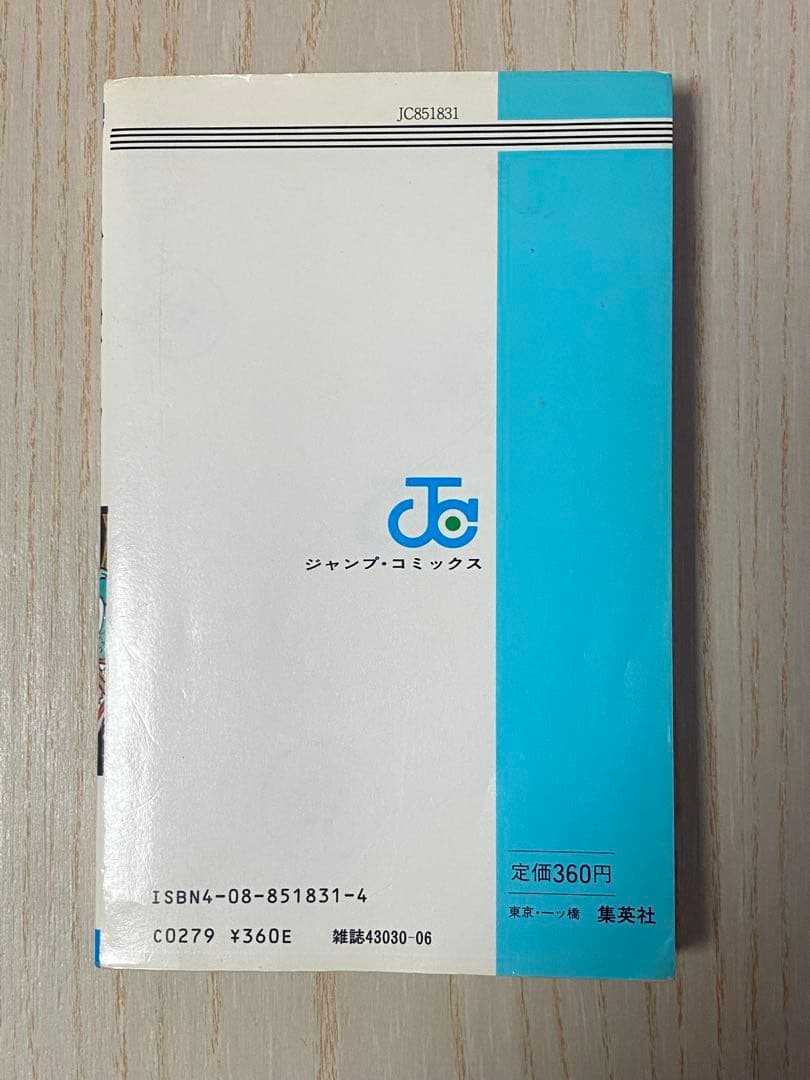 JC851831
JC
ジャンプ・コミックス
定価360円
ISBN4-08-851831-4
東京・一ツ橋 集英社
C0279 ¥360E 雑誌43030-06